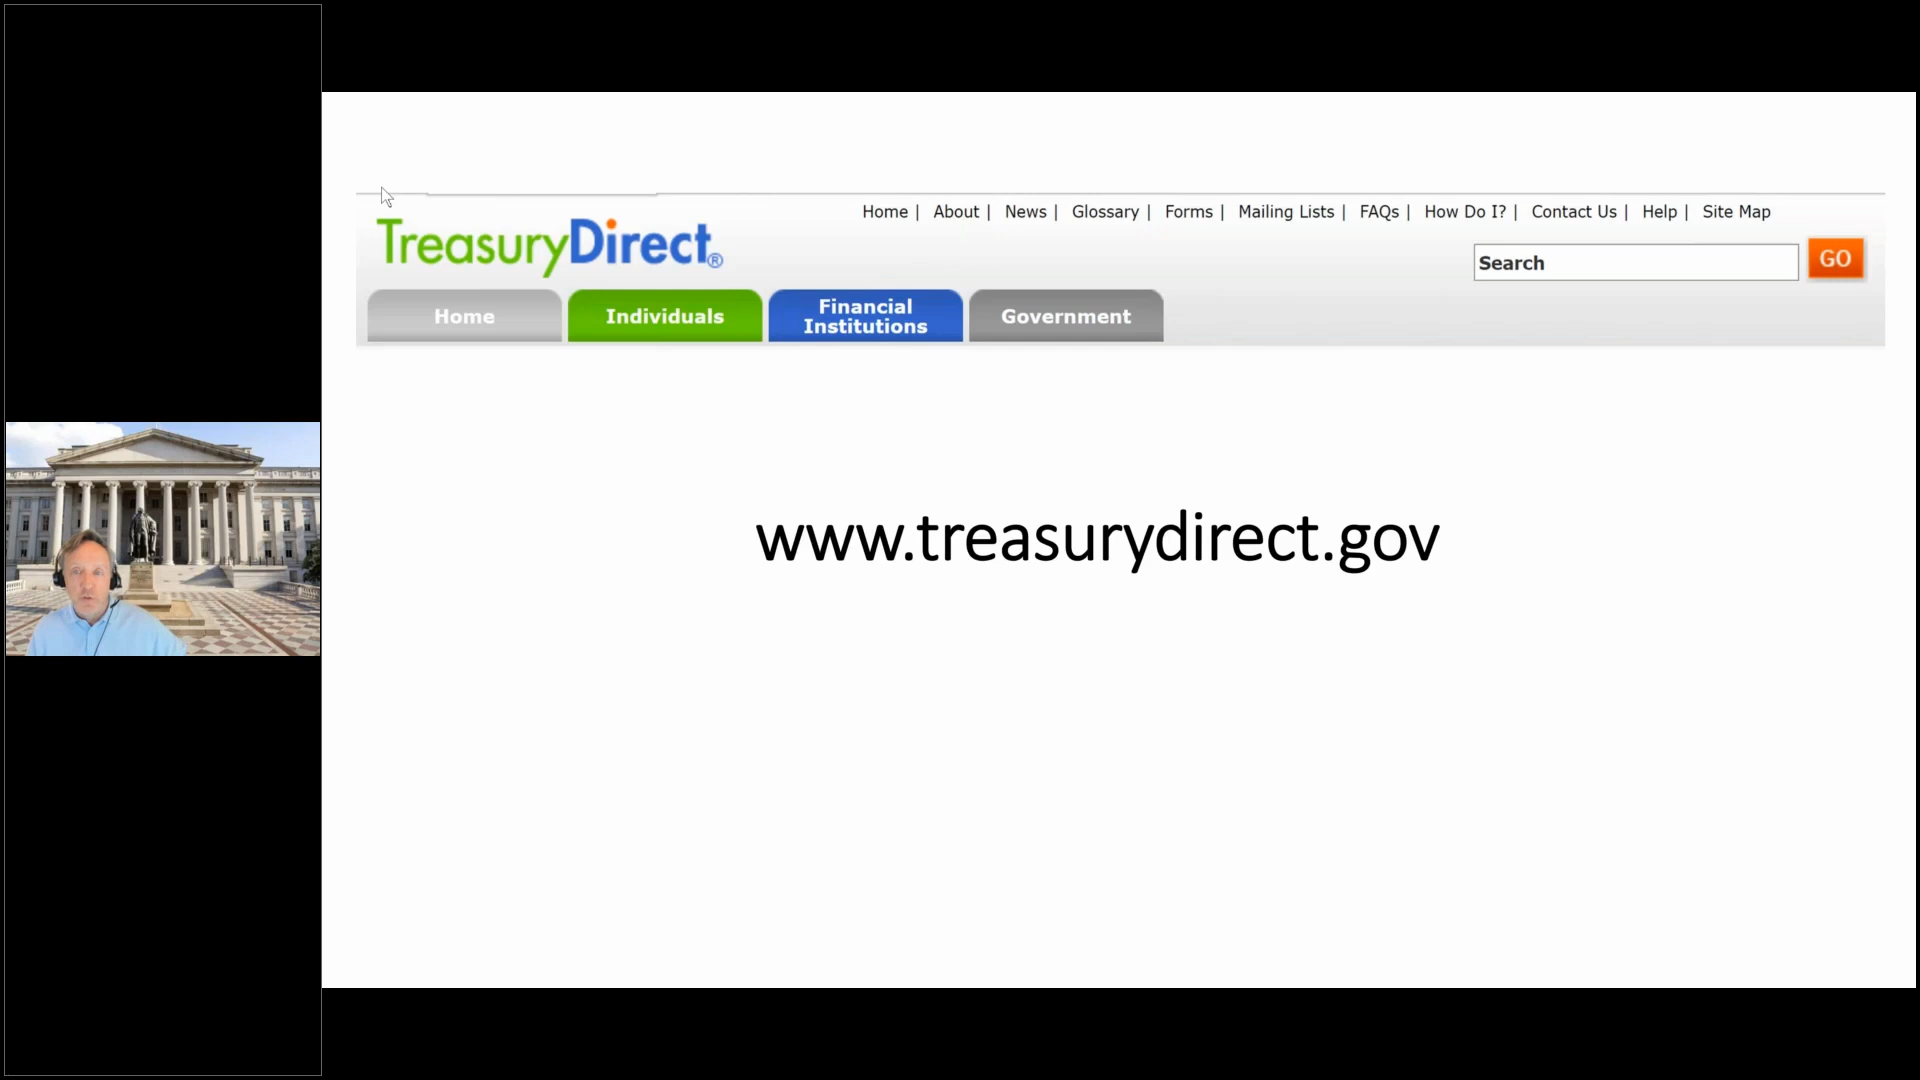 Home | About | News | Glossary | Forms | Mailing Lists | FAQs | How Do I? | Contact Us | Help | Site Map
TreasuryDirect®
Search GO
Home Individuals Financial Institutions Government
www.treasurydirect.gov